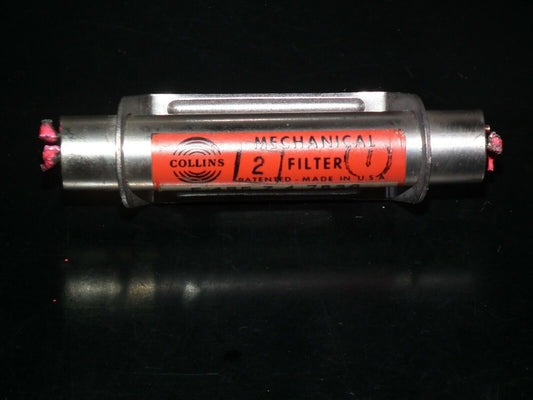 MECHANICAL
COLLINS 2 FILTER
PATENTED - MADE IN U.S.A